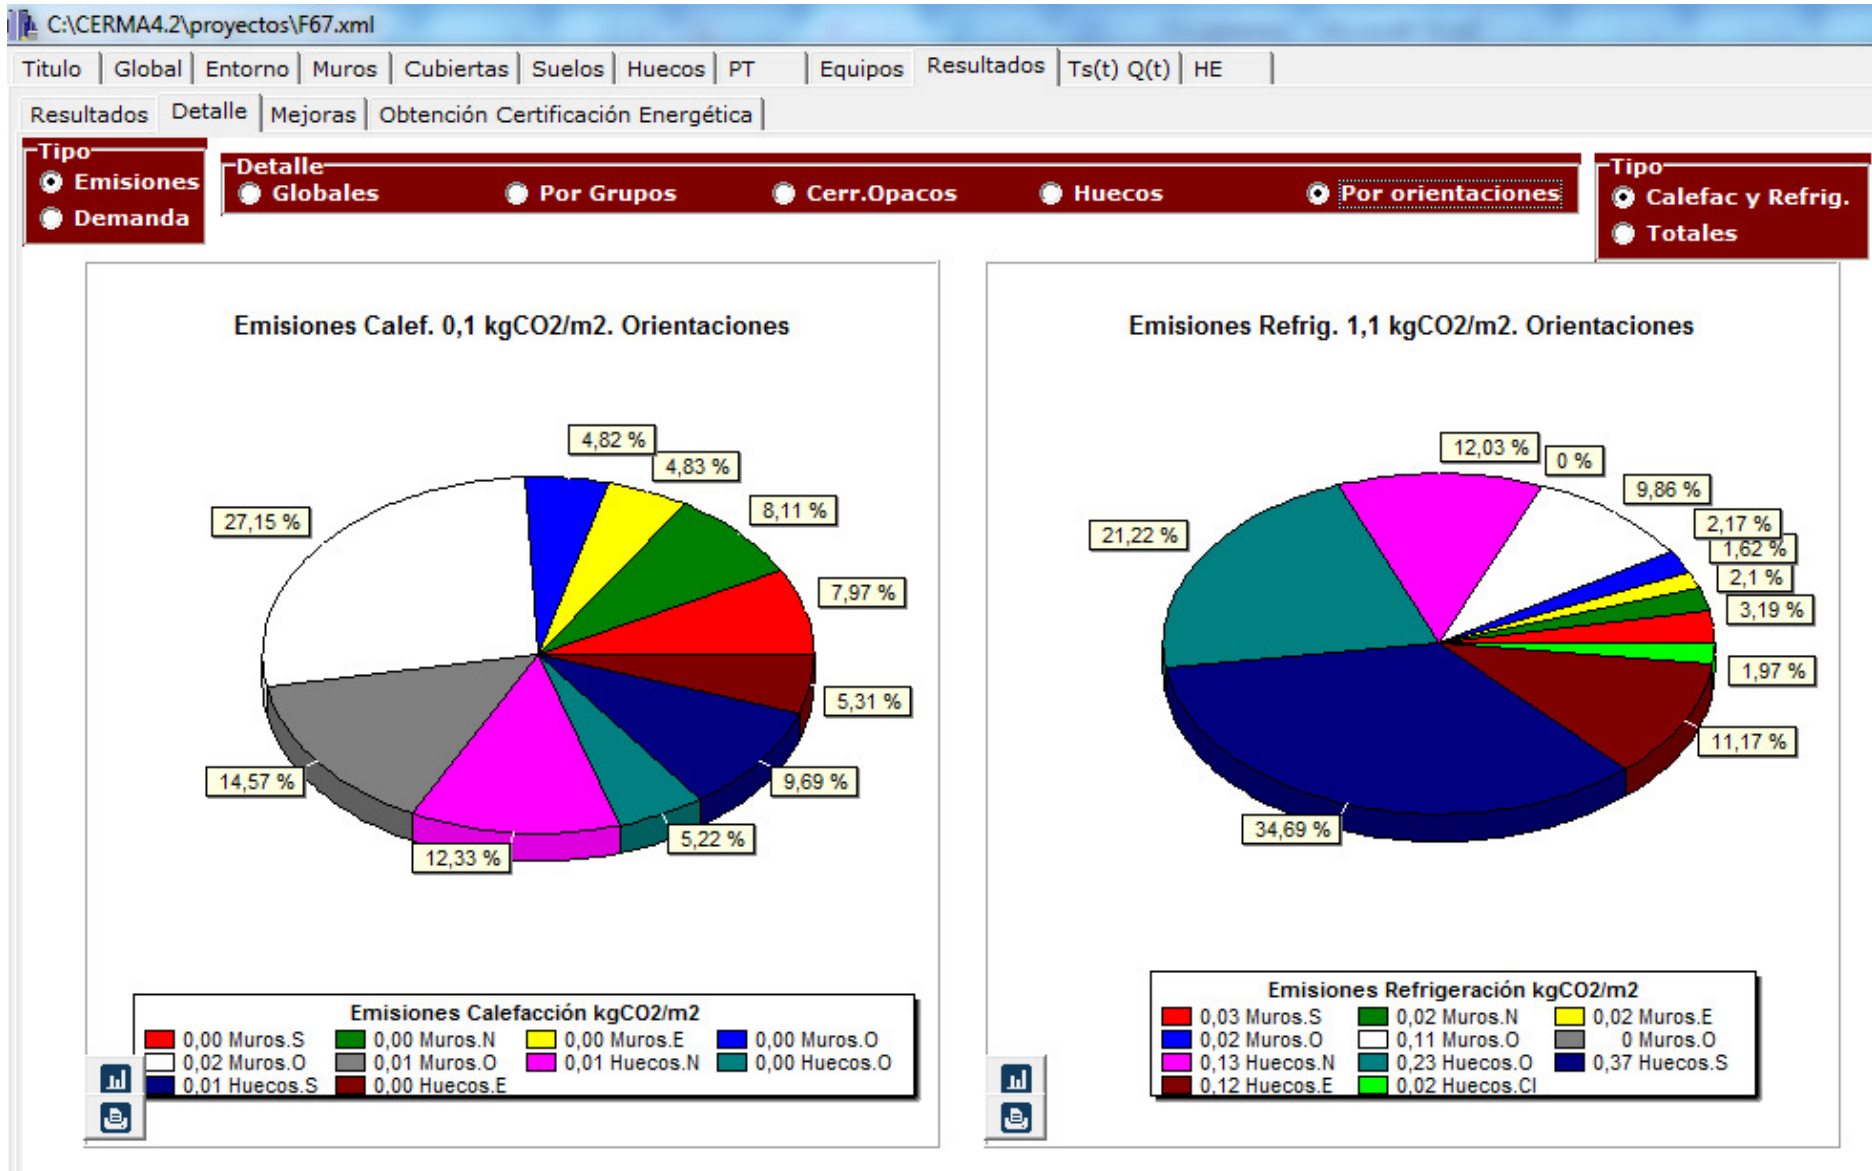 C:\CERMA4.2\proyectos\F67.xml
Titulo Global Entorno Muros Cubiertas Suelos Huecos PT Equipos Resultados Ts(t) Q(t) HE
Resultados Detalle Mejoras Obtención Certificación Energética
Tipo
Emisiones
Demanda
Detalle
Globales Por Grupos Cerr.Opacos Huecos Por orientaciones
Tipo
Calefac y Refrig.
Totales
Emisiones Calef. 0,1 kgCO2/m2. Orientaciones
4,82 %
4,83 %
8,11 %
27,15 %
7,97 %
5,31 %
14,57 %
9,69 %
5,22 %
12,33 %
Emisiones Calefacción kgCO2/m2
0,00 Muros.S 0,00 Muros.N 0,00 Muros.E 0,00 Muros.O
0,02 Muros.O 0,01 Muros.O 0,01 Huecos.N 0,00 Huecos.O
0,01 Huecos.S 0,00 Huecos.E
Emisiones Refrig. 1,1 kgCO2/m2. Orientaciones
12,03 %
0 %
9,86 %
2,17 %
21,22 %
1,62 %
2,1 %
3,19 %
1,97 %
11,17 %
34,69 %
Emisiones Refrigeración kgCO2/m2
0,03 Muros.S 0,02 Muros.N 0,02 Muros.E
0,02 Muros.O 0,11 Muros.O 0 Muros.O
0,13 Huecos.N 0,23 Huecos.O 0,37 Huecos.S
0,12 Huecos.E 0,02 Huecos.Cl